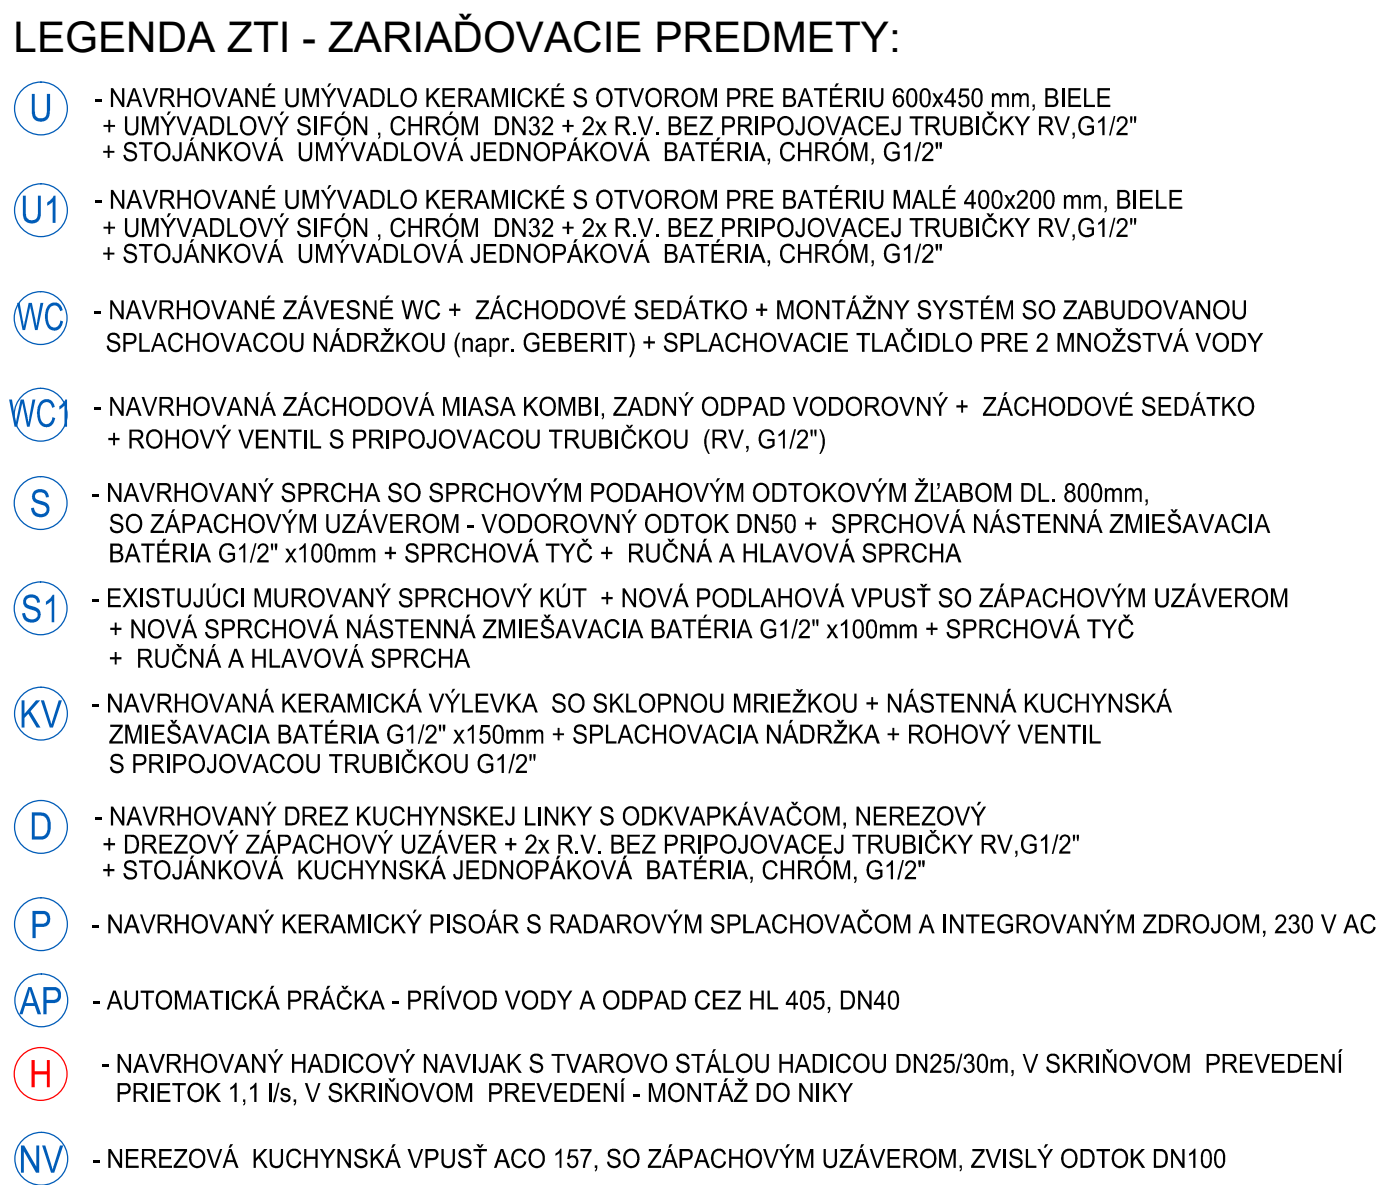 LEGENDA ZTI - ZARIAĎOVACIE PREDMETY:
U - NAVRHOVANÉ UMÝVADLO KERAMICKÉ S OTVOROM PRE BATÉRIU 600x450 mm, BIELE
+ UMÝVADLOVÝ SIFÓN , CHRÓM DN32 + 2x R.V. BEZ PRIPOJOVACEJ TRUBIČKY RV,G1/2"
+ STOJÁNKOVÁ UMÝVADLOVÁ JEDNOPÁKOVÁ BATÉRIA, CHRÓM, G1/2"
U1 - NAVRHOVANÉ UMÝVADLO KERAMICKÉ S OTVOROM PRE BATÉRIU MALÉ 400x200 mm, BIELE
+ UMÝVADLOVÝ SIFÓN , CHRÓM DN32 + 2x R.V. BEZ PRIPOJOVACEJ TRUBIČKY RV,G1/2"
+ STOJÁNKOVÁ UMÝVADLOVÁ JEDNOPÁKOVÁ BATÉRIA, CHRÓM, G1/2"
WC - NAVRHOVANÉ ZÁVESNÉ WC + ZÁCHODOVÉ SEDÁTKO + MONTÁŽNY SYSTÉM SO ZABUDOVANOU
SPLACHOVACOU NÁDRŽKOU (napr. GEBERIT) + SPLACHOVACIE TLAČIDLO PRE 2 MNOŽSTVÁ VODY
WC1 - NAVRHOVANÁ ZÁCHODOVÁ MIASA KOMBI, ZADNÝ ODPAD VODOROVNÝ + ZÁCHODOVÉ SEDÁTKO
+ ROHOVÝ VENTIL S PRIPOJOVACOU TRUBIČKOU (RV, G1/2")
S - NAVRHOVANÝ SPRCHA SO SPRCHOVÝM PODAHOVÝM ODTOKOVÝM ŽĽABOM DL. 800mm,
SO ZÁPACHOVÝM UZÁVEROM - VODOROVNÝ ODTOK DN50 + SPRCHOVÁ NÁSTENNÁ ZMIEŠAVACIA
BATÉRIA G1/2" x100mm + SPRCHOVÁ TYČ + RUČNÁ A HLAVOVÁ SPRCHA
S1 - EXISTUJÚCI MUROVANÝ SPRCHOVÝ KÚT + NOVÁ PODLAHOVÁ VPUSŤ SO ZÁPACHOVÝM UZÁVEROM
+ NOVÁ SPRCHOVÁ NÁSTENNÁ ZMIEŠAVACIA BATÉRIA G1/2" x100mm + SPRCHOVÁ TYČ
+ RUČNÁ A HLAVOVÁ SPRCHA
KV - NAVRHOVANÁ KERAMICKÁ VÝLEVKA SO SKLOPNOU MRIEŽKOU + NÁSTENNÁ KUCHYNSKÁ
ZMIEŠAVACIA BATÉRIA G1/2" x150mm + SPLACHOVACIA NÁDRŽKA + ROHOVÝ VENTIL
S PRIPOJOVACOU TRUBIČKOU G1/2"
D - NAVRHOVANÝ DREZ KUCHYNSKEJ LINKY S ODKVAPKÁVAČOM, NEREZOVÝ
+ DREZOVÝ ZÁPACHOVÝ UZÁVER + 2x R.V. BEZ PRIPOJOVACEJ TRUBIČKY RV,G1/2"
+ STOJÁNKOVÁ KUCHYNSKÁ JEDNOPÁKOVÁ BATÉRIA, CHRÓM, G1/2"
P - NAVRHOVANÝ KERAMICKÝ PISOÁR S RADAROVÝM SPLACHOVAČOM A INTEGROVANÝM ZDROJOM, 230 V AC
AP - AUTOMATICKÁ PRÁČKA - PRÍVOD VODY A ODPAD CEZ HL 405, DN40
H - NAVRHOVANÝ HADICOVÝ NAVIJAK S TVAROVO STÁLOU HADICOU DN25/30m, V SKRIŇOVOM PREVEDENÍ
PRIETOK 1,1 l/s, V SKRIŇOVOM PREVEDENÍ - MONTÁŽ DO NIKY
NV - NEREZOVÁ KUCHYNSKÁ VPUSŤ ACO 157, SO ZÁPACHOVÝM UZÁVEROM, ZVISLÝ ODTOK DN100